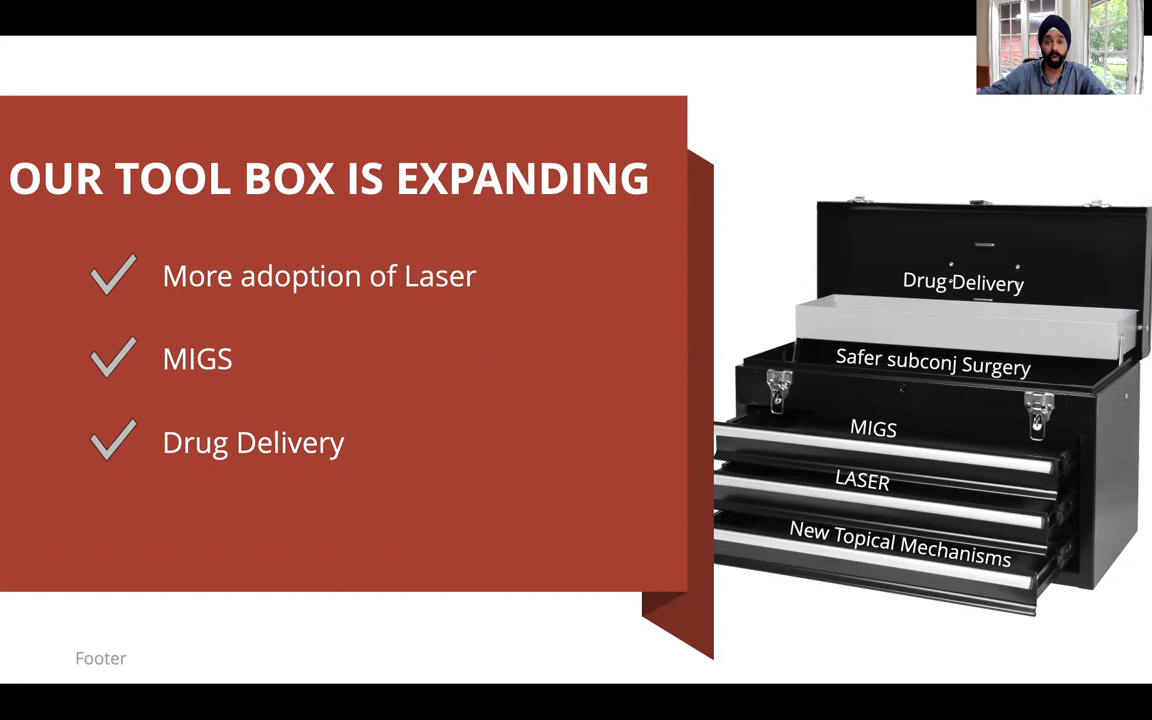 OUR TOOL BOX IS EXPANDING
More adoption of Laser
MIGS
Drug Delivery
Drug Delivery
Safer subconj Surgery
MIGS
LASER
New Topical Mechanisms
Footer